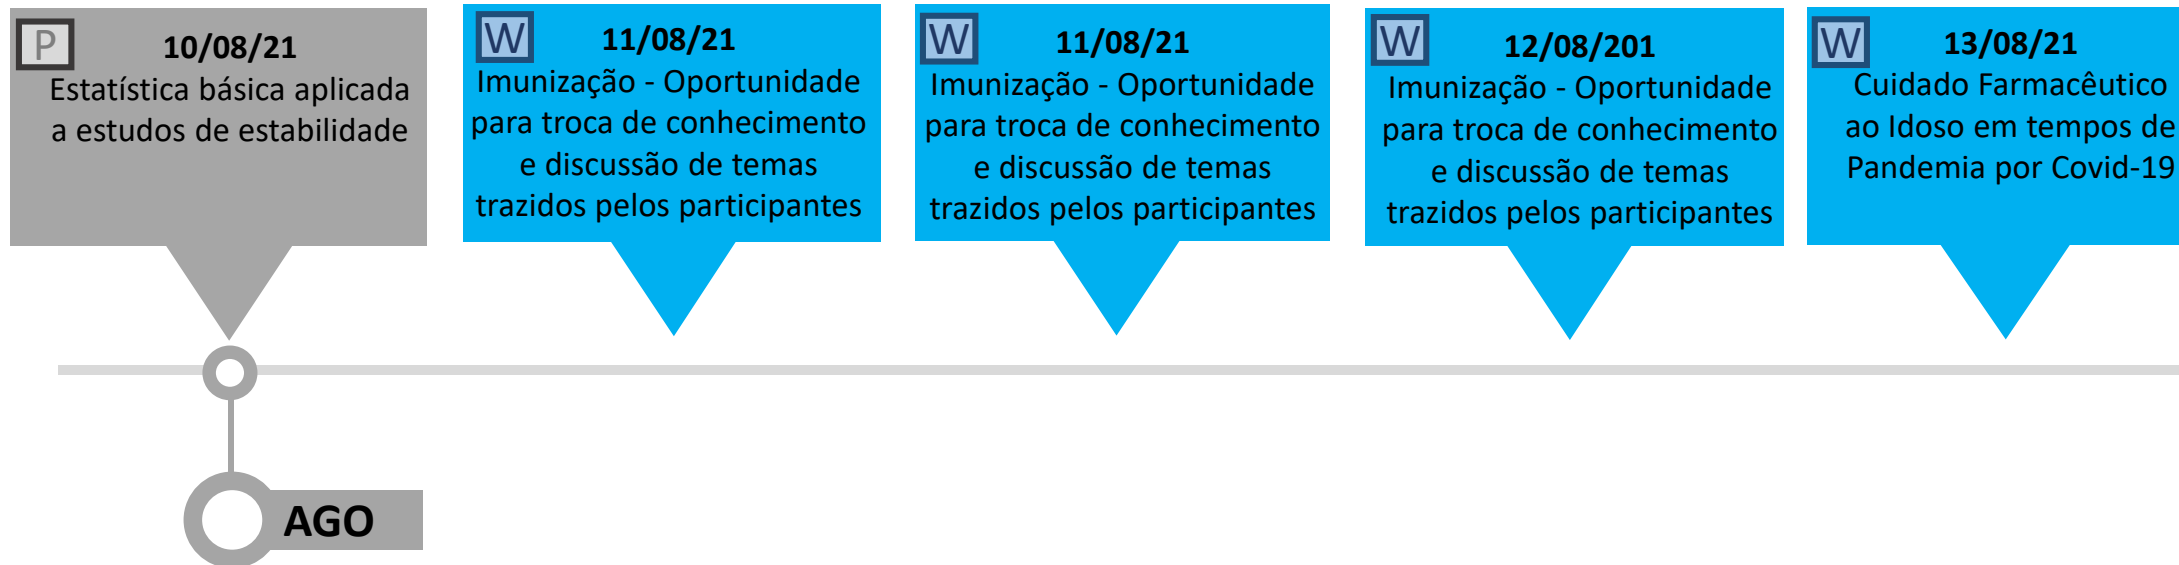 P
10/08/21
Estatística básica aplicada
a estudos de estabilidade
W
11/08/21
Imunização - Oportunidade
para troca de conhecimento
e discussão de temas
trazidos pelos participantes
W
11/08/21
Imunização - Oportunidade
para troca de conhecimento
e discussão de temas
trazidos pelos participantes
W
12/08/201
Imunização - Oportunidade
para troca de conhecimento
e discussão de temas
trazidos pelos participantes
W
13/08/21
Cuidado Farmacêutico
ao Idoso em tempos de
Pandemia por Covid-19
AGO